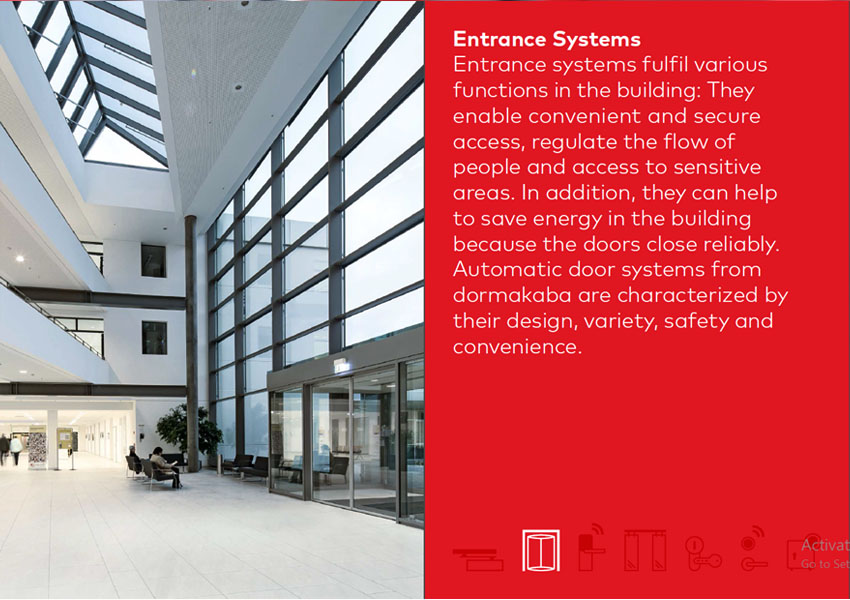 Entrance Systems
Entrance systems fulfil various
functions in the building: They
enable convenient and secure
access, regulate the flow of
people and access to sensitive
areas. In addition, they can help
to save energy in the building
because the doors close reliably.
Automatic door systems from
dormakaba are characterized by
their design, variety, safety and
convenience.
Activat
Go to Set